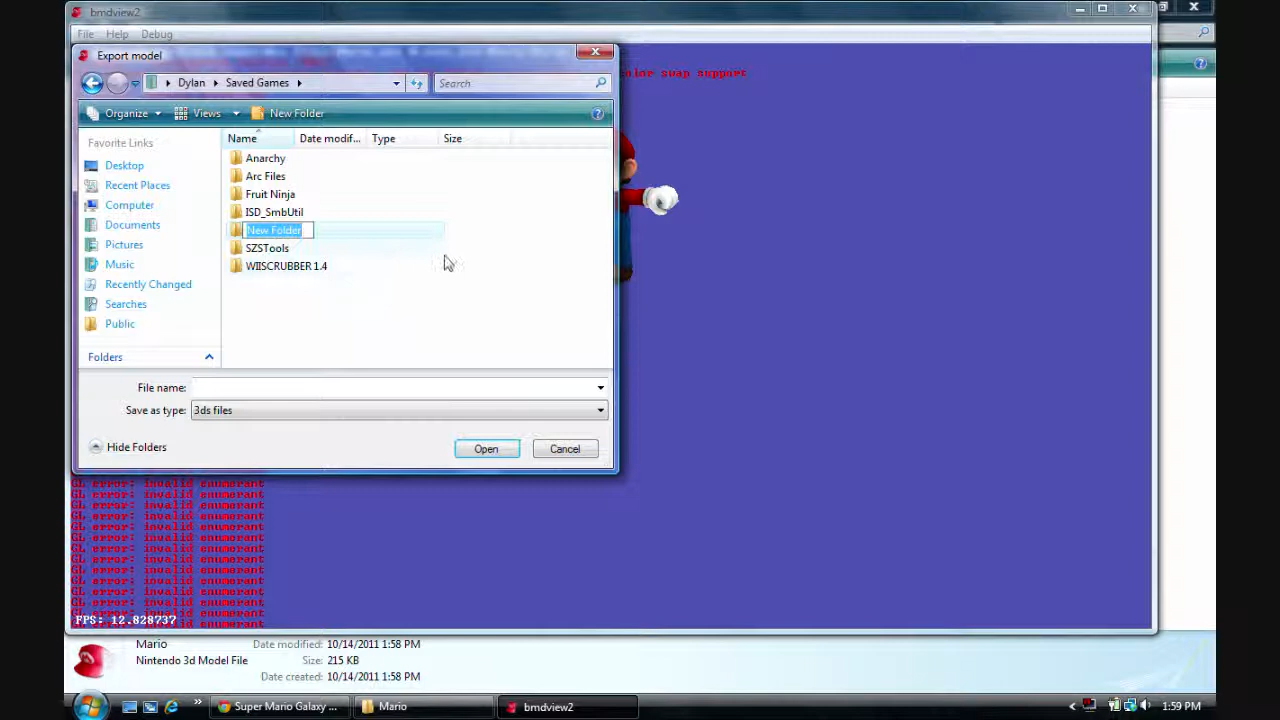 bmdview2
File Help Debug
Export model
Dylan Saved Games
Search
Organize Views New Folder
swap support
Favorite Links
Name Date modif... Type Size
Desktop
Recent Places
Computer
Documents
Pictures
Music
Recently Changed
Searches
Public
Folders
Anarchy
Arc Files
Fruit Ninja
ISD_SmbUtil
New Folder
SZSTools
WIISCRUBBER 1.4
File name:
Save as type: 3ds files
Hide Folders
Open Cancel
GL error: invalid enumerant
GL error: invalid enumerant
GL error: invalid enumerant
GL error: invalid enumerant
GL error: invalid enumerant
GL error: invalid enumerant
GL error: invalid enumerant
GL error: invalid enumerant
GL error: invalid enumerant
GL error: invalid enumerant
GL error: invalid enumerant
GL error: invalid enumerant
GL error: invalid enumerant
FPS: 12.828737
Mario Date modified: 10/14/2011 1:58 PM
Nintendo 3d Model File Size: 215 KB
Date created: 10/14/2011 1:58 PM
Super Mario Galaxy ... Mario bmdview2 1:59 PM